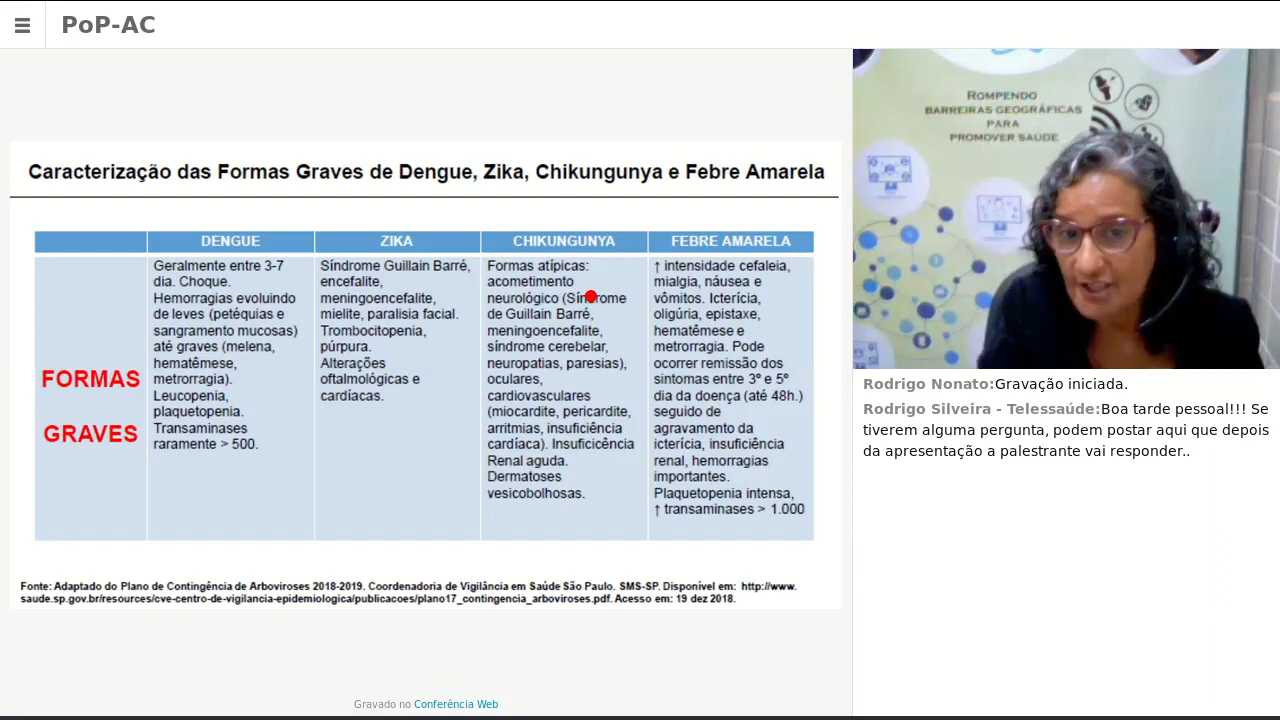 PoP-AC
Caracterização das Formas Graves de Dengue, Zika, Chikungunya e Febre Amarela
DENGUE
ZIKA
CHIKUNGUNYA
FEBRE AMARELA
FORMAS
GRAVES
Geralmente entre 3-7
dia. Choque.
Hemorragias evoluindo
de leves (petéquias e
sangramento mucosas)
até graves (melena,
hematêmese,
metrorragia).
Leucopenia,
plaquetopenia.
Transaminases
raramente > 500.
Síndrome Guillain Barré,
encefalite,
meningoencefalite,
mielite, paralisia facial.
Trombocitopenia,
púrpura.
Alterações
oftalmológicas e
cardíacas.
Formas atípicas:
acometimento
neurológico (Síndrome
de Guillain Barré,
meningoencefalite,
síndrome cerebelar,
neuropatias, paresias),
oculares,
cardiovasculares
(miocardite, pericardite,
arritmias, insuficiência
cardíaca). Insuficicência
Renal aguda.
Dermatoses
vesicobolhosas.
↑ intensidade cefaleia,
mialgia, náusea e
vômitos. Icterícia,
oligúria, epistaxe,
hematêmese e
metrorragia. Pode
ocorrer remissão dos
sintomas entre 3º e 5º
dia da doença (até 48h.)
seguido de
agravamento da
icterícia, insuficiência
renal, hemorragias
importantes.
Plaquetopenia intensa,
↑ transaminases > 1.000
Fonte: Adaptado do Plano de Contingência de Arboviroses 2018-2019. Coordenadoria de Vigilância em Saúde São Paulo. SMS-SP. Disponível em: http://www.
saude.sp.gov.br/resources/cve-centro-de-vigilancia-epidemiologica/publicacoes/plano17_contingencia_arboviroses.pdf. Acesso em: 19 dez 2018.
Gravado no Conferência Web
ROMPENDO
BARREIRAS GEOGRÁFICAS
PARA
PROMOVER SAÚDE
Rodrigo Nonato:Gravação iniciada.
Rodrigo Silveira - Telessaúde:Boa tarde pessoal!!! Se
tiverem alguma pergunta, podem postar aqui que depois
da apresentação a palestrante vai responder..